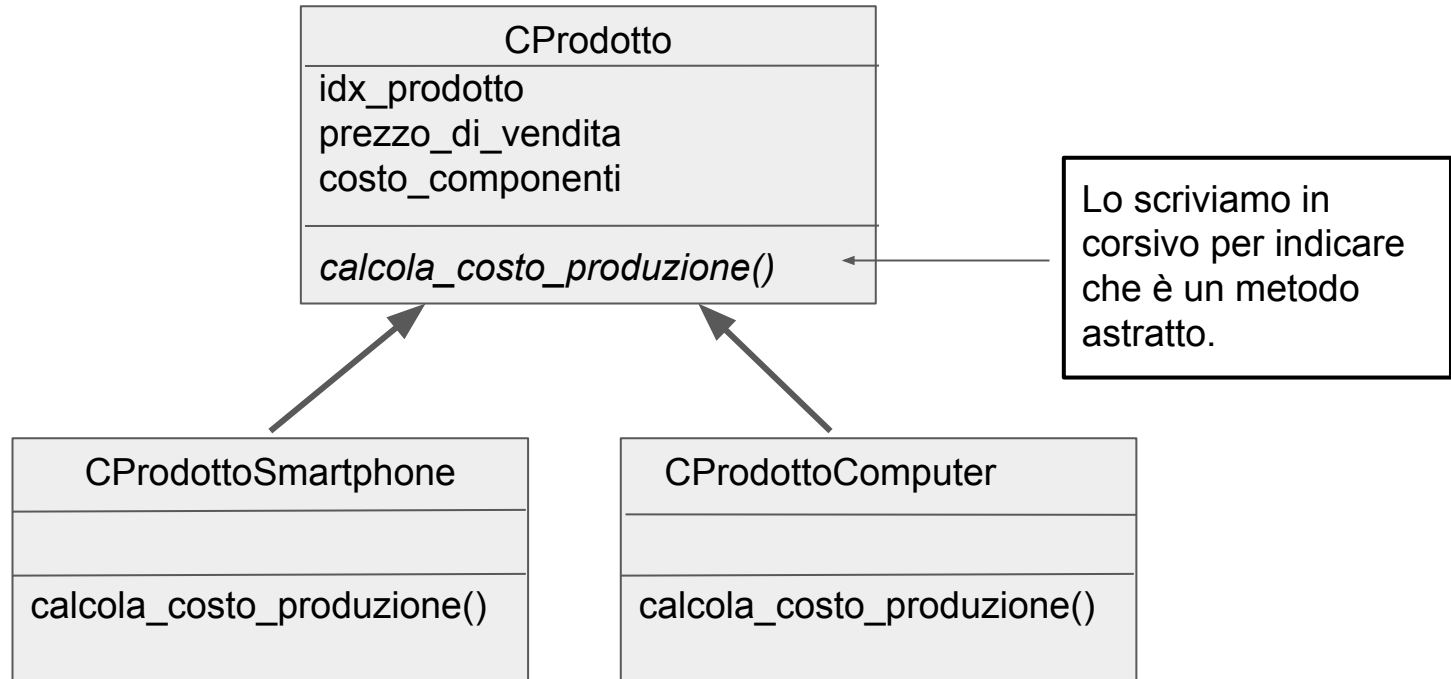 CProdotto
idx_prodotto
prezzo_di_vendita
costo_componenti
calcola_costo_produzione()
Lo scriviamo in
corsivo per indicare
che è un metodo
astratto.
CProdottoSmartphone
calcola_costo_produzione()
CProdottoComputer
calcola_costo_produzione()